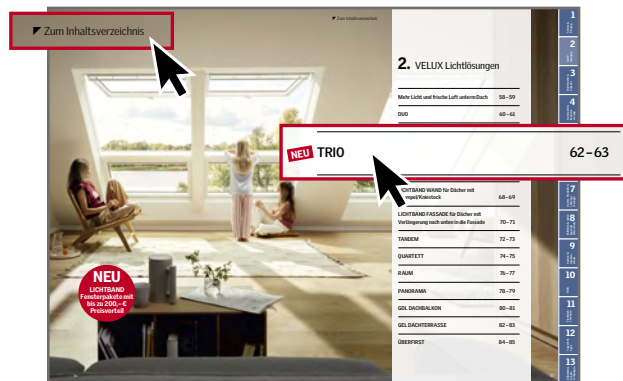 ◤ Zum Inhaltsverzeichnis
◤ Zum Inhaltsverzeichnis
2. VELUX Lichtlösungen
Mehr Licht und frische Luft unterm Dach 58–59
DUO 60–61
NEU TRIO 62–63
LICHTBAND WAND für Dächer mit
/Kniestock 68–69
LICHTBAND FASSADE für Dächer mit
Verlängerung nach unten in die Fassade 70–71
TANDEM 72–73
QUARTETT 74–75
RAUM 76–77
PANORAMA 78–79
GDL DACHBALKON 80–81
GEL DACHTERRASSE 82–83
ÜBERFIRST 84–85
NEU
LICHTBAND
Fensterpakete mit
bis zu 200,– €
Preisvorteil
1
2
3
4
7
8
9
10
11
12
13